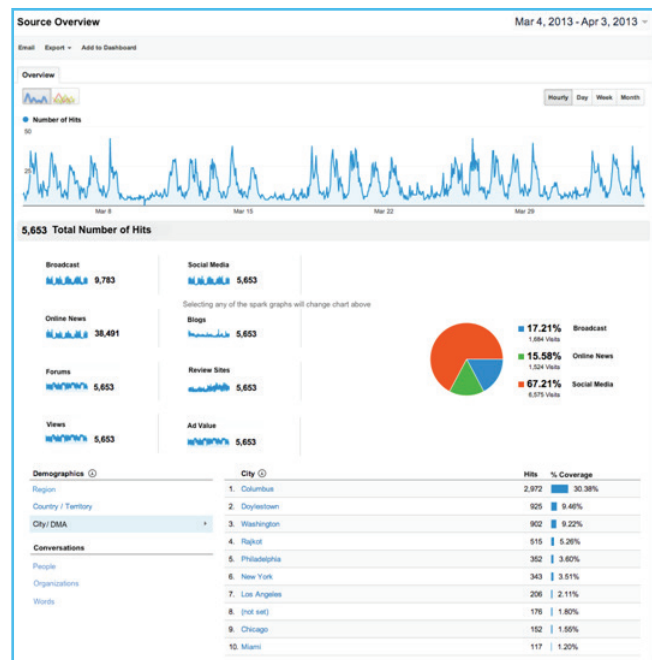 Source Overview
Mar 4, 2013 - Apr 3, 2013
Email Export Add to Dashboard
Overview
Hourly Day Week Month
Number of Hits
50
25
Mar 8 Mar 15 Mar 22 Mar 29
5,653 Total Number of Hits
Broadcast
9,783
Social Media
5,653
Selecting any of the spark graphs will change chart above
Online News
38,491
Blogs
5,653
Forums
5,653
Review Sites
5,653
Views
5,653
Ad Value
5,653
17.21% Broadcast
1,684 Visits
15.58% Online News
1,524 Visits
67.21% Social Media
6,575 Visits
Demographics
Region
Country / Territory
City/ DMA
Conversations
People
Organizations
Words
City Hits % Coverage
1. Columbus 2,972 30.38%
2. Doylestown 925 9.46%
3. Washington 902 9.22%
4. Rajkot 515 5.26%
5. Philadelphia 352 3.60%
6. New York 343 3.51%
7. Los Angeles 206 2.11%
8. (not set) 176 1.80%
9. Chicago 152 1.55%
10. Miami 117 1.20%